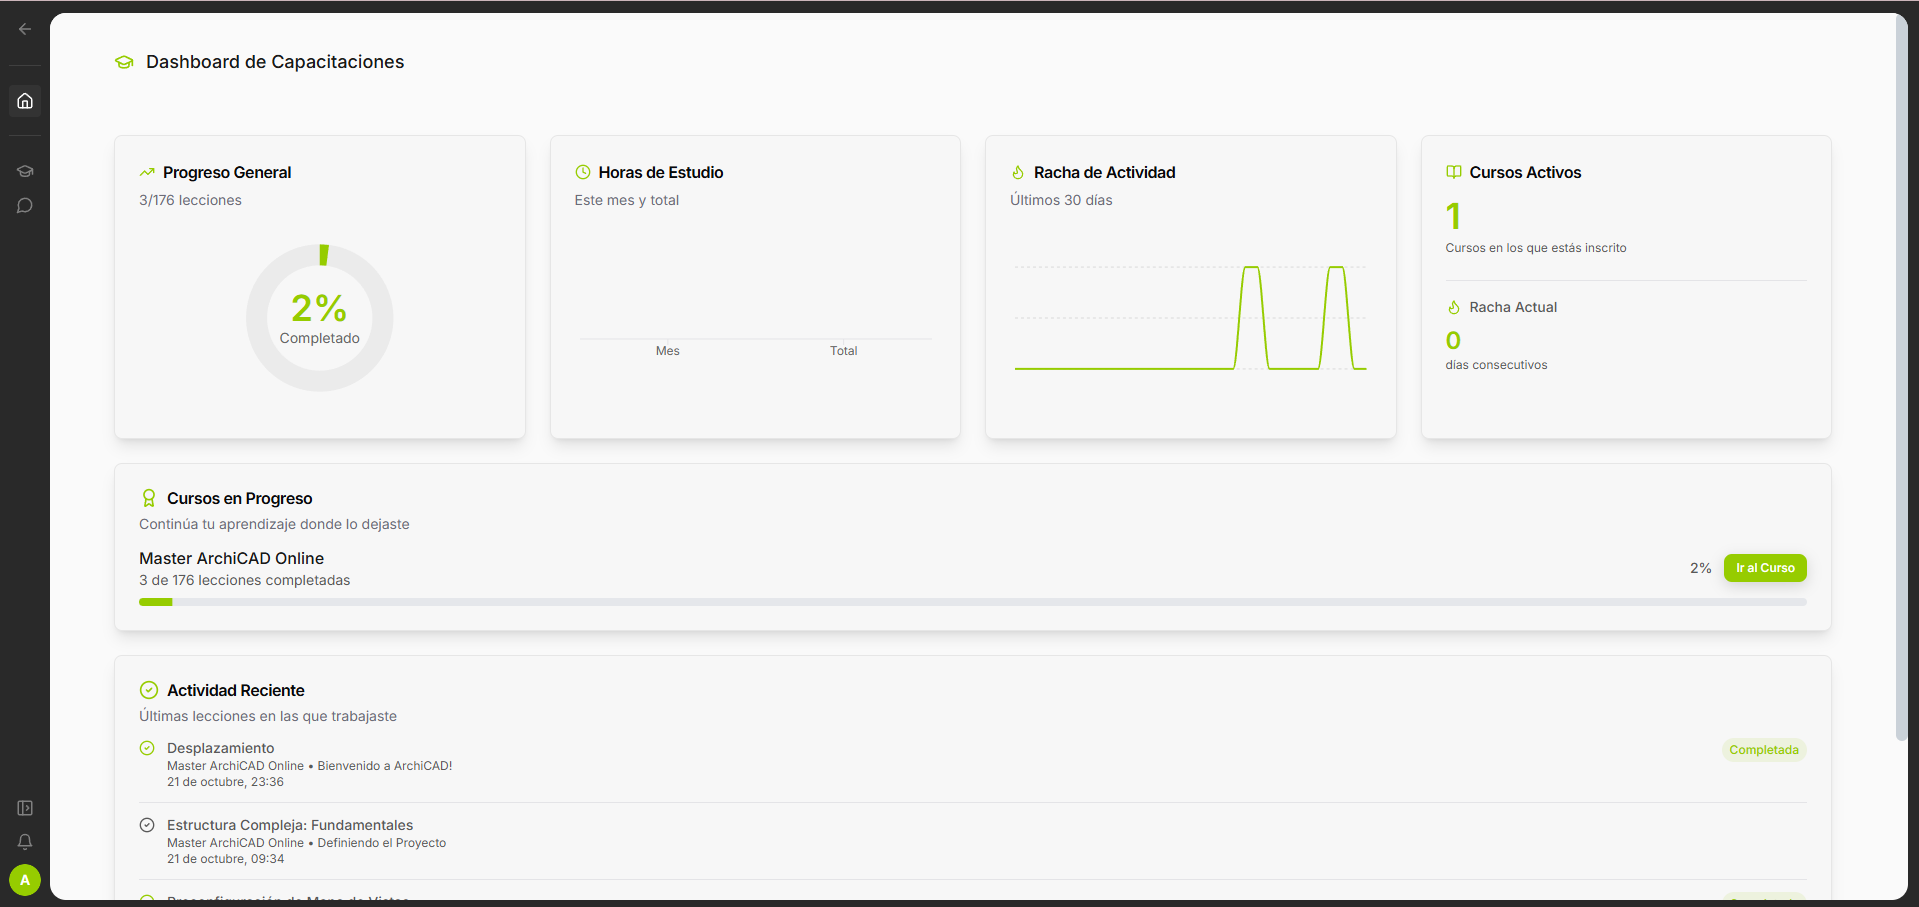 Dashboard de Capacitaciones
Progreso General
3/176 lecciones
2%
Completado
Horas de Estudio
Este mes y total
Mes
Total
Racha de Actividad
Últimos 30 días
Cursos Activos
1
Cursos en los que estás inscrito
Racha Actual
0
días consecutivos
Cursos en Progreso
Continúa tu aprendizaje donde lo dejaste
Master ArchiCAD Online
3 de 176 lecciones completadas
2%
Ir al Curso
Actividad Reciente
Últimas lecciones en las que trabajaste
Desplazamiento
Master ArchiCAD Online • Bienvenido a ArchiCAD!
21 de octubre, 23:36
Completada
Estructura Compleja: Fundamentales
Master ArchiCAD Online • Definiendo el Proyecto
21 de octubre, 09:34
A